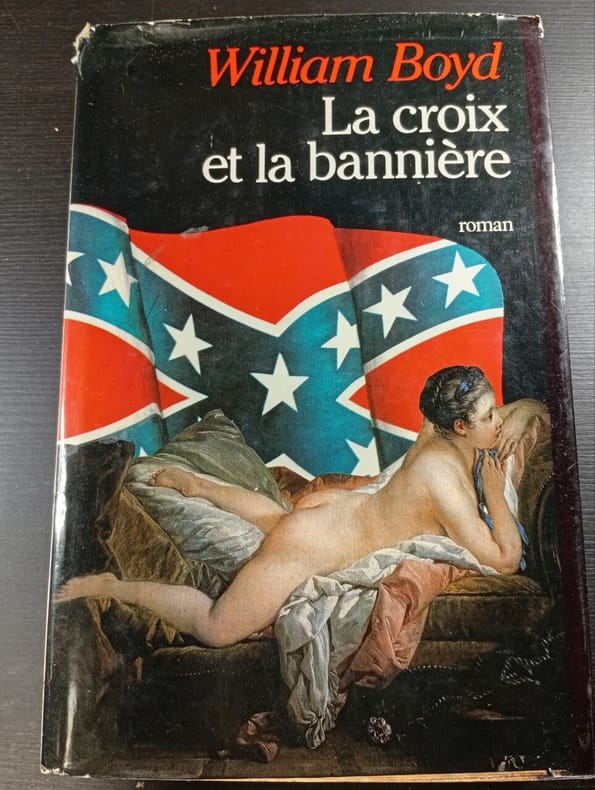 William Boyd
La croix
et la bannière
roman